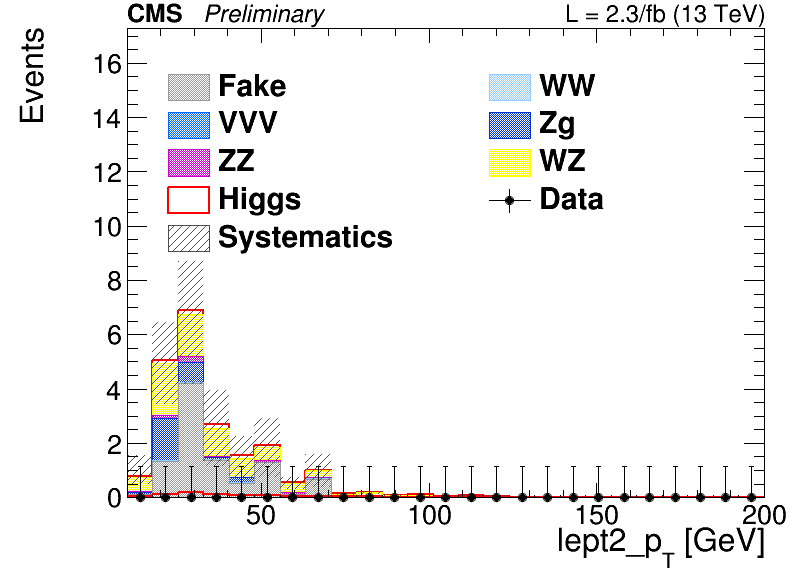 CMS Preliminary L = 2.3/fb (13 TeV)
Events
16
14
12
10
8
6
4
2
0
Fake WW
VVV Zg
ZZ WZ
Higgs Data
Systematics
50 100 150 200
lept2_p_T [GeV]